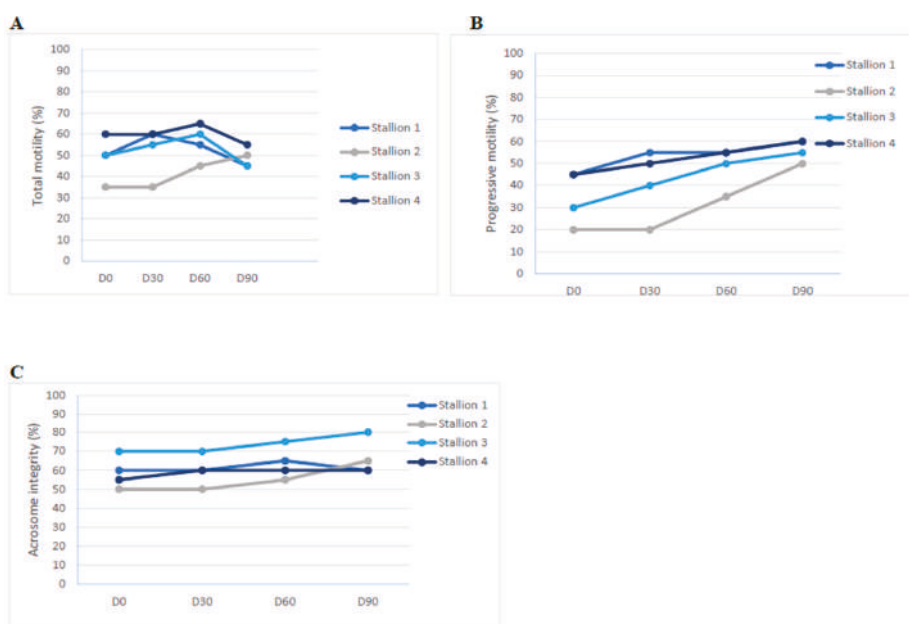 A
100
90
80
70
60
50
40
30
20
10
0
Total motility (%)
D0 D30 D60 D90
Stallion 1
Stallion 2
Stallion 3
Stallion 4
B
100
90
80
70
60
50
40
30
20
10
0
Progressive motility (%)
D0 D30 D60 D90
Stallion 1
Stallion 2
Stallion 3
Stallion 4
C
100
90
80
70
60
50
40
30
20
10
0
Acrosome integrity (%)
D0 D30 D60 D90
Stallion 1
Stallion 2
Stallion 3
Stallion 4